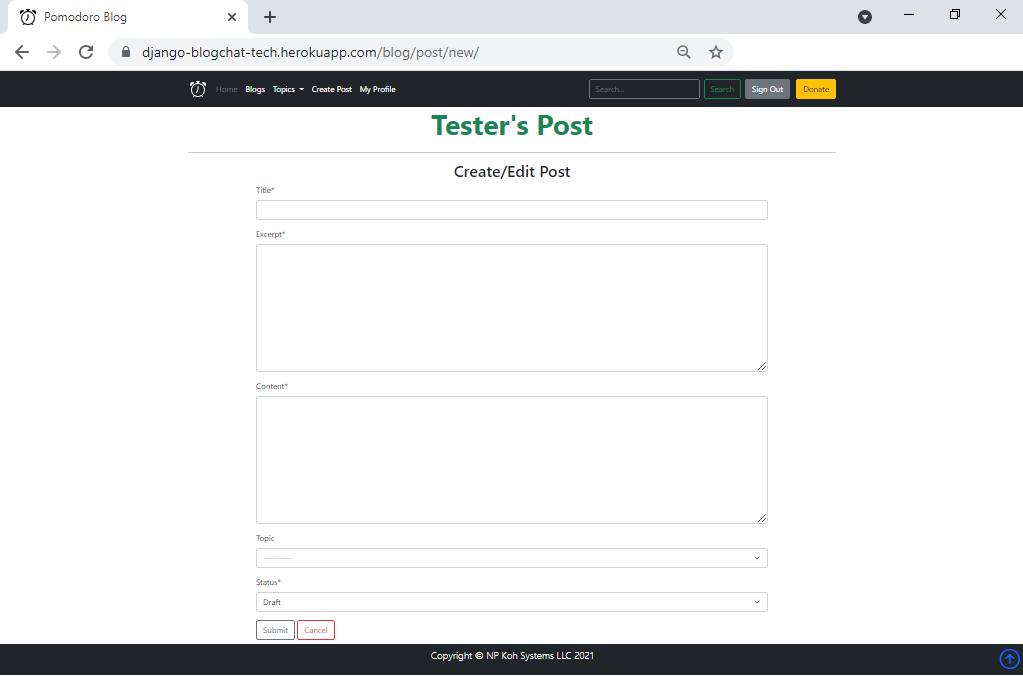 Pomodoro Blog
django-blogchat-tech.herokuapp.com/blog/post/new/
Home Blogs Topics Create Post My Profile Search... Search Sign Out Donate
Tester's Post
Create/Edit Post
Title*
Excerpt*
Content*
Topic
---------
Status*
Draft
Submit Cancel
Copyright © NP Koh Systems LLC 2021